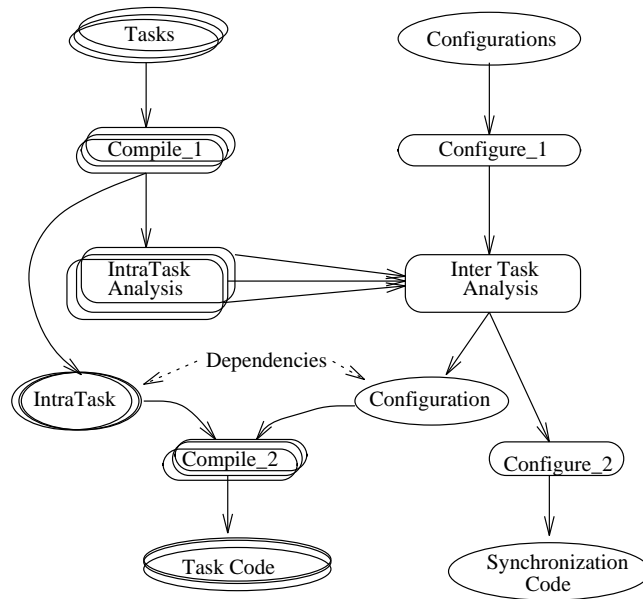 Tasks
Configurations
Compile_1
Configure_1
IntraTask
Analysis
Inter Task
Analysis
Dependencies
IntraTask
Configuration
Compile_2
Configure_2
Task Code
Synchronization
Code